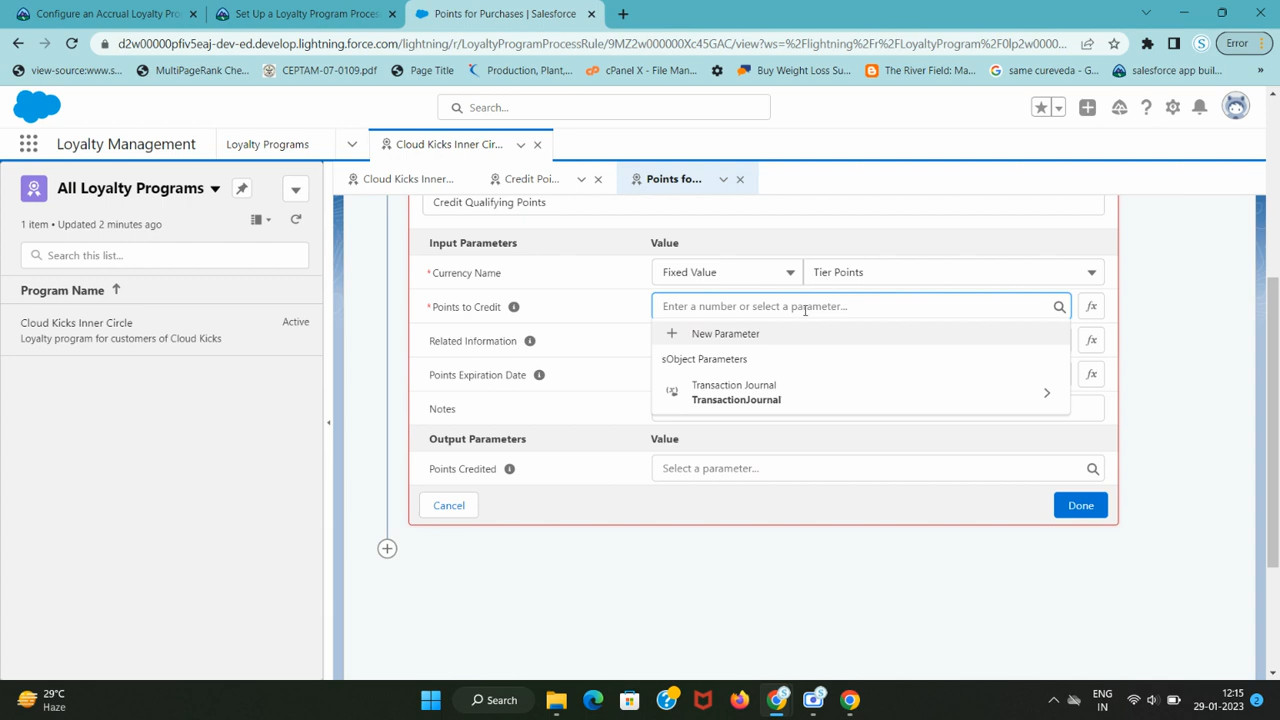 Configure an Accrual Loyalty Pro
Set Up a Loyalty Program Proces
Points for Purchases | Salesforce
d2w00000pfiv5eaj-dev-ed.develop.lightning.force.com/lightning/r/LoyaltyProgramProcessRule/9MZ2w000000Xc45GAC/view?ws=%2Flightning%2Fr%2FLoyaltyProgram%2F0lp2w0000...
Error
view-source:www.s...
MultiPageRank Che...
CEPTAM-07-0109.pdf
Page Title
Production, Plant,...
cPanel X - File Man...
Buy Weight Loss Su...
The River Field: Ma...
same cureveda - G...
salesforce app buil...
Search...
Loyalty Management
Loyalty Programs
Cloud Kicks Inner Cir...
All Loyalty Programs
Cloud Kicks Inner...
Credit Poi...
Points fo...
1 item • Updated 2 minutes ago
Search this list...
Program Name
Cloud Kicks Inner Circle
Active
Loyalty program for customers of Cloud Kicks
Credit Qualifying Points
Input Parameters
Value
*Currency Name
Fixed Value
Tier Points
*Points to Credit
Enter a number or select a parameter...
fx
New Parameter
Related Information
fx
sObject Parameters
Points Expiration Date
fx
Transaction Journal
TransactionJournal
Notes
Output Parameters
Value
Points Credited
Select a parameter...
Cancel
Done
29°C
Haze
Search
ENG
IN
12:15
29-01-2023
2